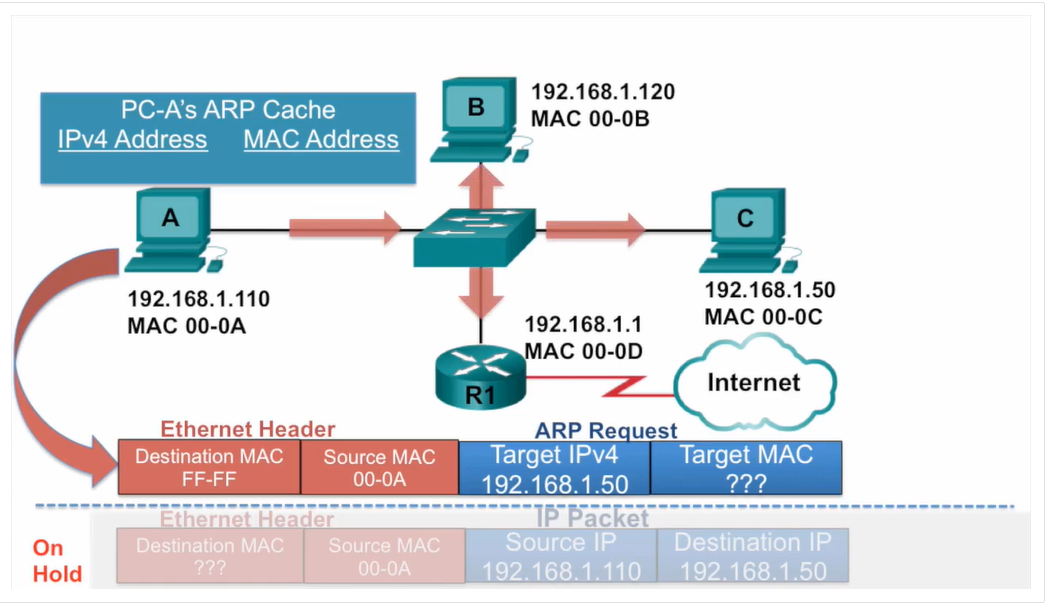 PC-A's ARP Cache
IPv4 Address MAC Address
B
192.168.1.120
MAC 00-0B
A
192.168.1.110
MAC 00-0A
C
192.168.1.50
MAC 00-0C
192.168.1.1
MAC 00-0D
R1
Internet
Ethernet Header ARP Request
Destination MAC Source MAC Target IPv4 Target MAC
FF-FF 00-0A 192.168.1.50 ???
Ethernet Header IP Packet
On
Hold
Destination MAC Source MAC Source IP Destination IP
??? 00-0A 192.168.1.110 192.168.1.50